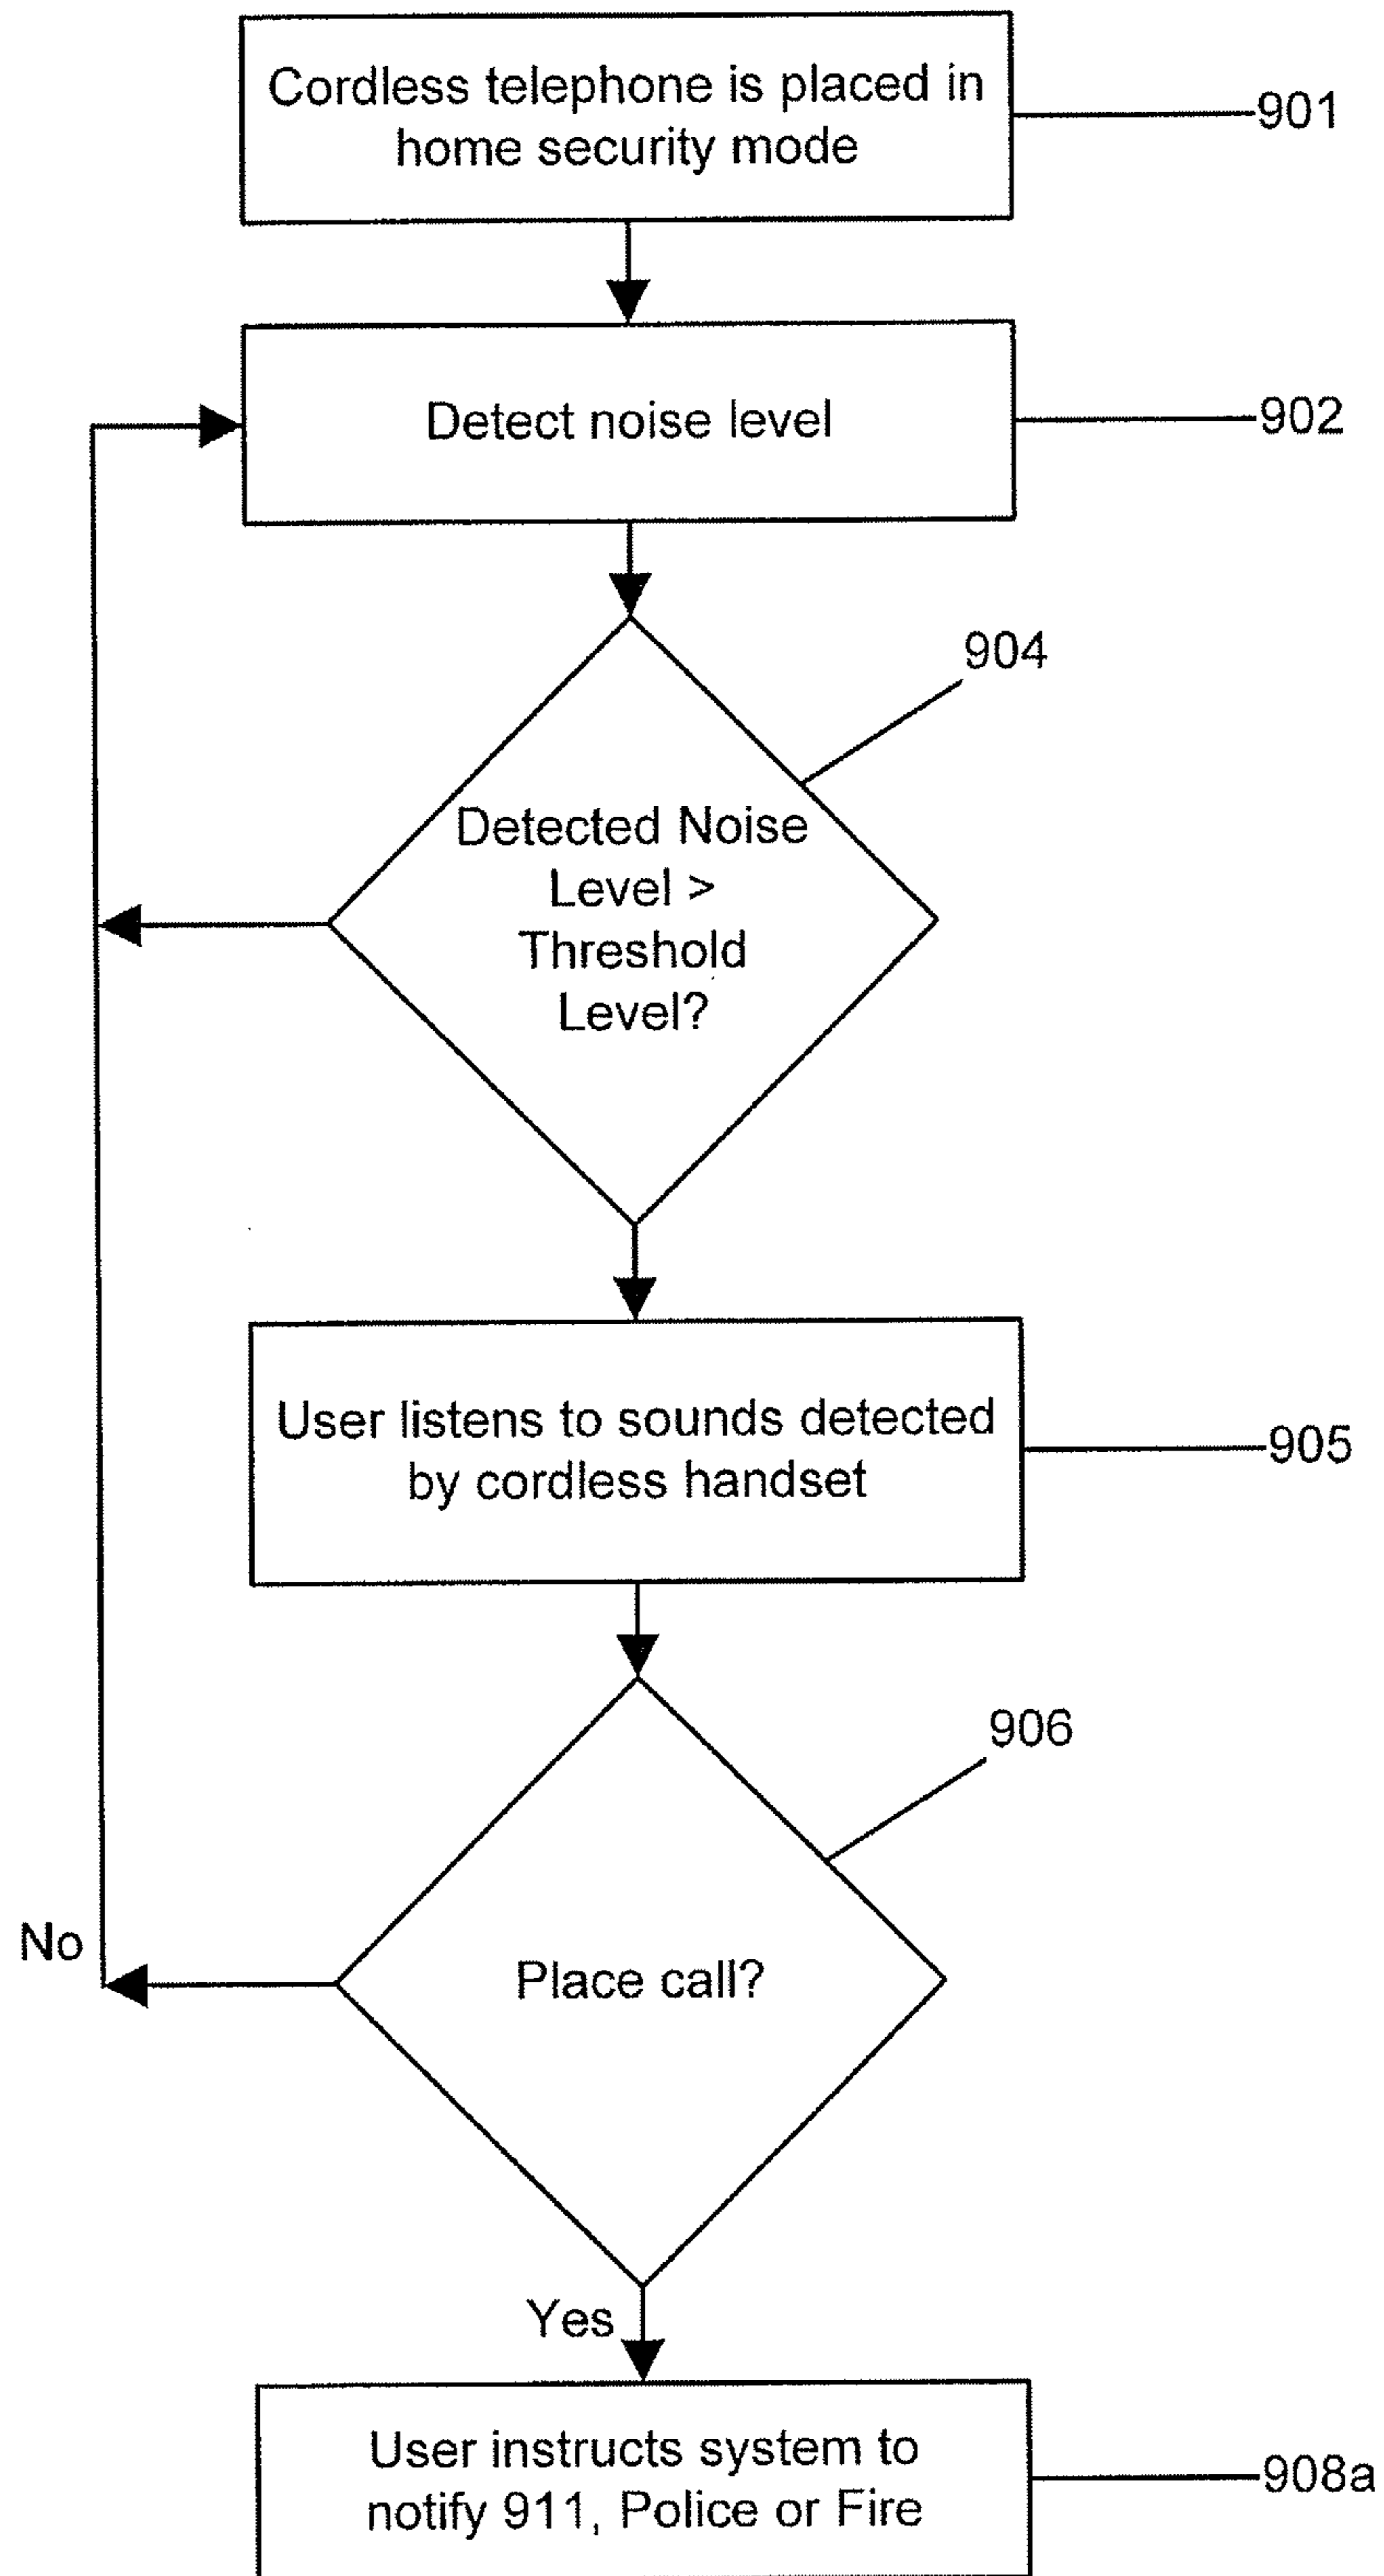 Cordless telephone is placed in
home security mode
901
Detect noise level
902
904
Detected Noise
Level >
Threshold
Level?
User listens to sounds detected
by cordless handset
905
906
No
Place call?
Yes
User instructs system to
notify 911, Police or Fire
908a